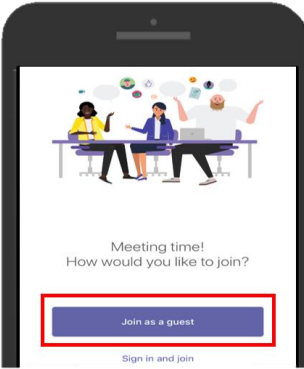 Meeting time!
How would you like to join?
Join as a guest
Sign in and join